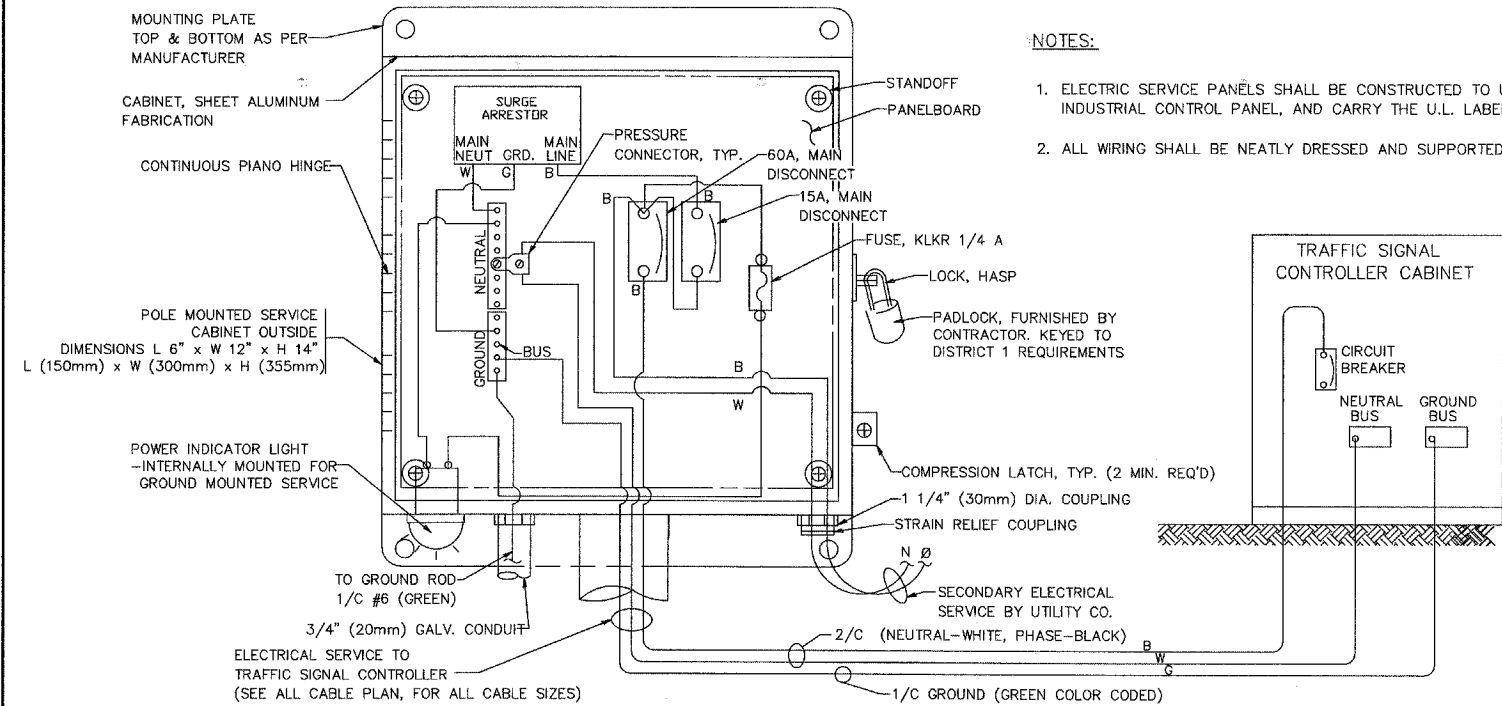 MOUNTING PLATE
TOP & BOTTOM AS PER
MANUFACTURER
CABINET, SHEET ALUMINUM
FABRICATION
CONTINUOUS PIANO HINGE
POLE MOUNTED SERVICE
CABINET OUTSIDE
DIMENSIONS L 6" x W 12" x H 14"
L (150mm) x W (300mm) x H (355mm)
POWER INDICATOR LIGHT
-INTERNALLY MOUNTED FOR
GROUND MOUNTED SERVICE
SURGE
ARRESTOR
MAIN
NEUT
GRD.
MAIN
LINE
W
G
B
PRESSURE
CONNECTOR, TYP.
NEUTRAL
GROUND
BUS
B
B
B
60A, MAIN
DISCONNECT
15A, MAIN
DISCONNECT
STANDOFF
PANELBOARD
FUSE, KLKR 1/4 A
LOCK, HASP
PADLOCK, FURNISHED BY
CONTRACTOR. KEYED TO
DISTRICT 1 REQUIREMENTS
B
W
COMPRESSION LATCH, TYP. (2 MIN. REQ'D)
1 1/4" (30mm) DIA. COUPLING
STRAIN RELIEF COUPLING
N Ø
SECONDARY ELECTRICAL
SERVICE BY UTILITY CO.
TO GROUND ROD
1/C #6 (GREEN)
3/4" (20mm) GALV. CONDUIT
ELECTRICAL SERVICE TO
TRAFFIC SIGNAL CONTROLLER
(SEE ALL CABLE PLAN, FOR ALL CABLE SIZES)
2/C (NEUTRAL-WHITE, PHASE-BLACK)
B
W
G
1/C GROUND (GREEN COLOR CODED)
NOTES:
1. ELECTRIC SERVICE PANELS SHALL BE CONSTRUCTED TO
INDUSTRIAL CONTROL PANEL, AND CARRY THE U.L.
2. ALL WIRING SHALL BE NEATLY DRESSED AND SUPPORTED
TRAFFIC SIGNAL
CONTROLLER CABINET
CIRCUIT
BREAKER
NEUTRAL
BUS
GROUND
BUS